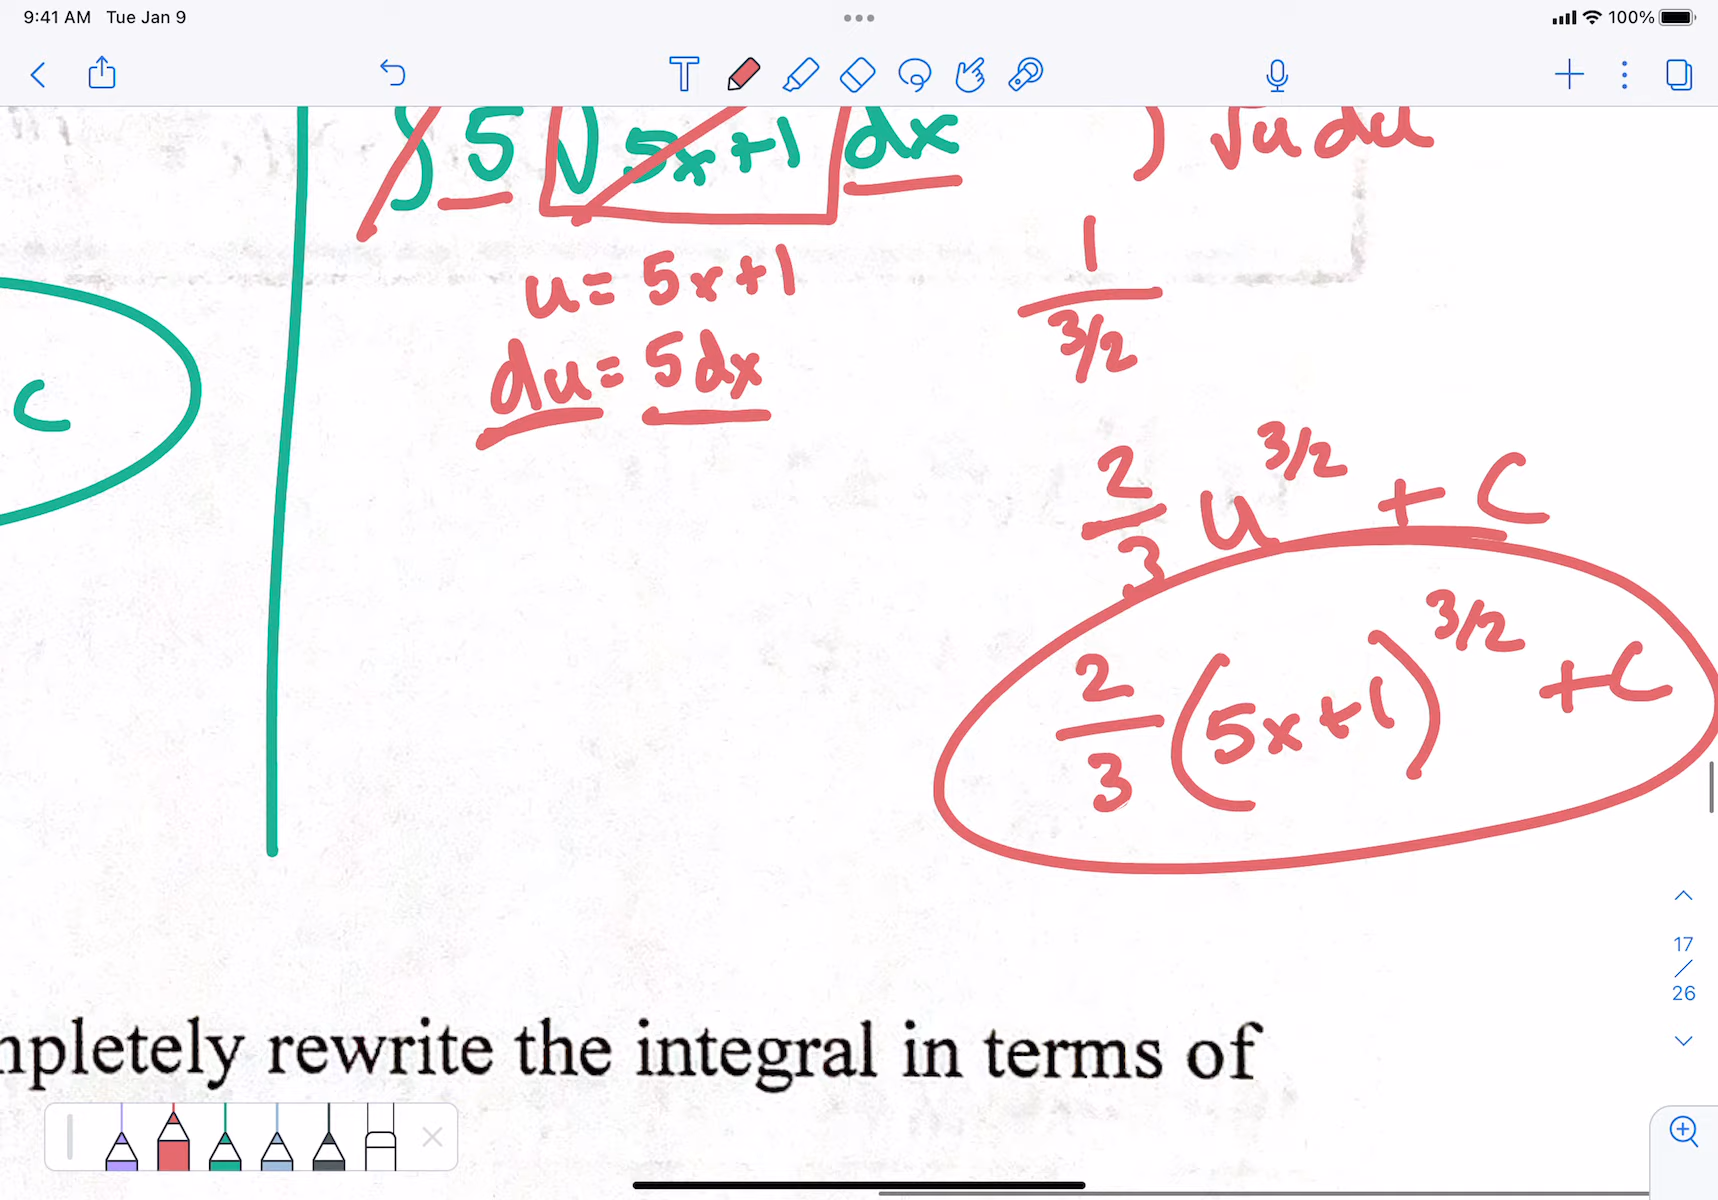 9:41 AM Tue Jan 9
100%
∫ 5 √5x+1 dx
∫ √u du
u = 5x+1
du = 5dx
1
3/2
2/3 u^3/2 + C
2/3 (5x+1)^3/2 + C
C
17
/
26
mpletely rewrite the integral in terms of